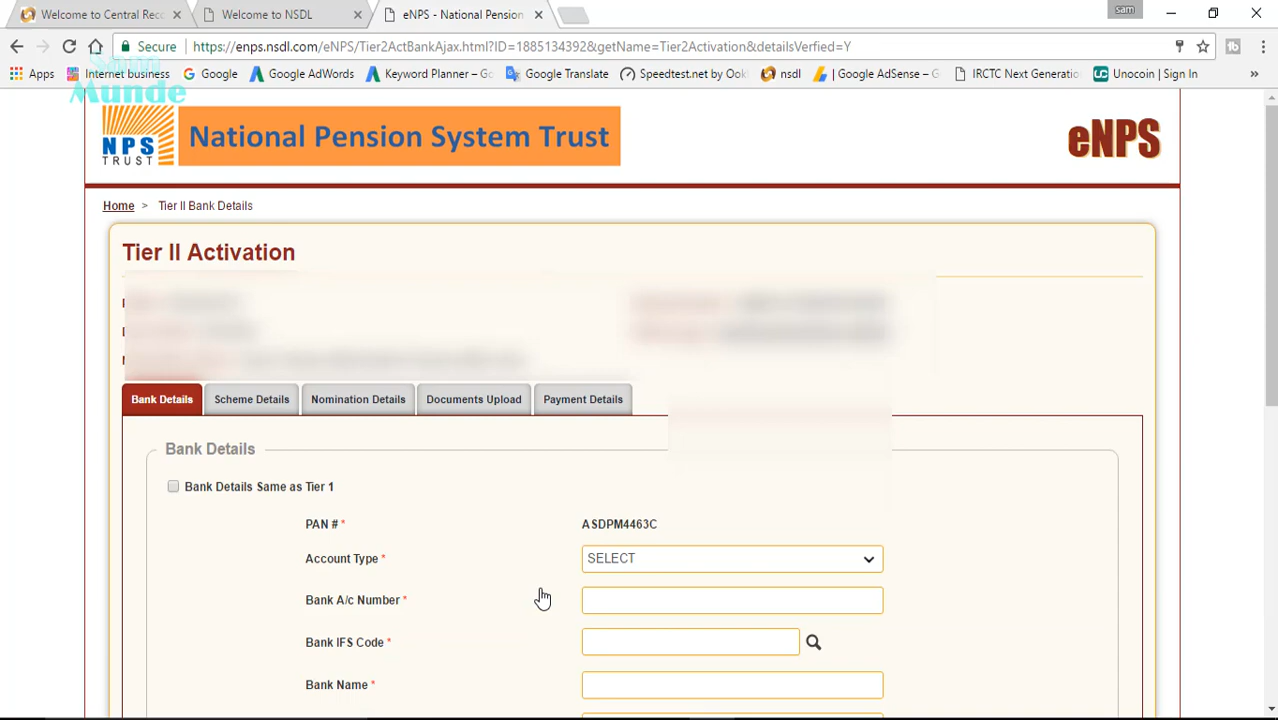 Welcome to Central Rec
Welcome to NSDL
eNPS - National Pension
sam
Secure
https://enps.nsdl.com/eNPS/Tier2ActBankAjax.html?ID=1885134392&getName=Tier2Activation&detailsVerfied=Y
Apps
Internet business
Google
Google AdWords
Keyword Planner – Go
Google Translate
Speedtest.net by Ook
ndl
| Google AdSense – G
IRCTC Next Generatio
Unocoin | Sign In
Munde
NPS
TRUST
National Pension System Trust
eNPS
Home > Tier II Bank Details
Tier II Activation
Bank Details
Scheme Details
Nomination Details
Documents Upload
Payment Details
Bank Details
Bank Details Same as Tier 1
PAN # * ASDPM4463C
Account Type * SELECT
Bank A/c Number *
Bank IFS Code *
Bank Name *